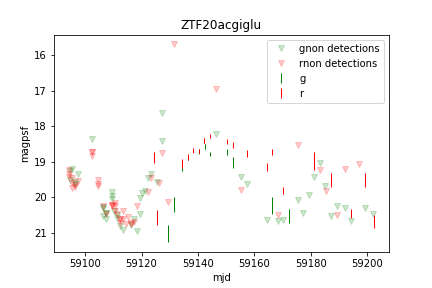 ZTF20acgiglu
gnon detections
rnon detections
g
r
magpsf
16
17
18
19
20
21
59100
59120
59140
59160
59180
59200
mjd